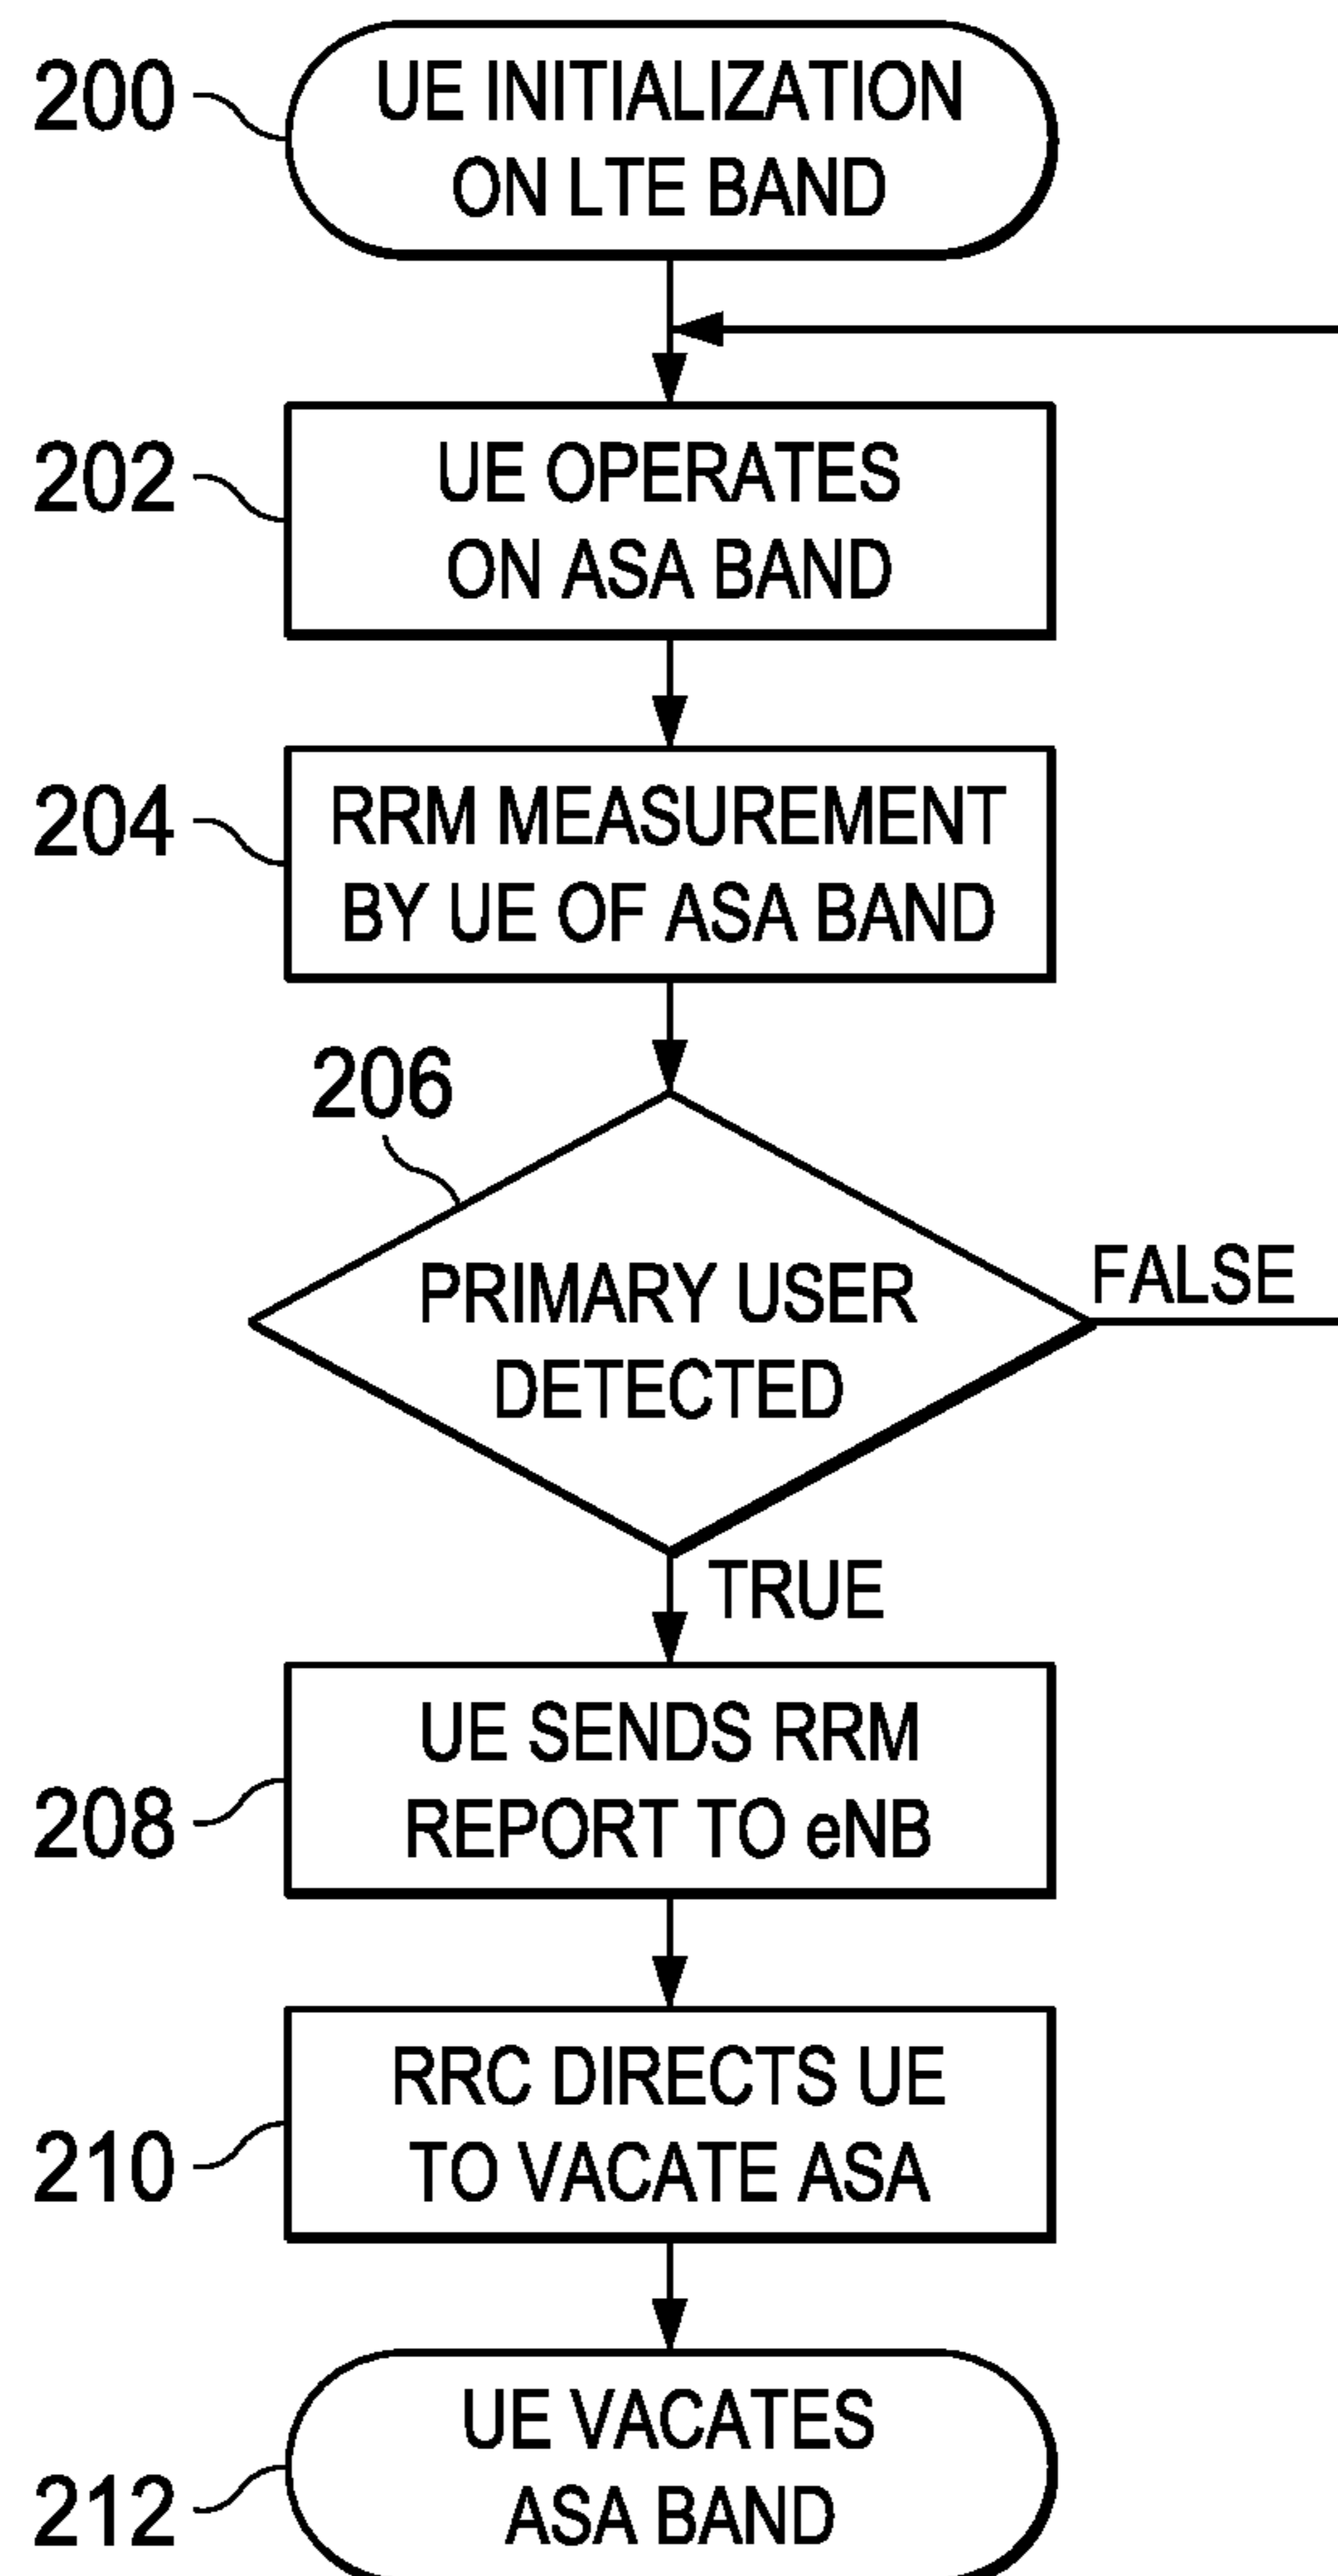 200
UE INITIALIZATION
ON LTE BAND
202
UE OPERATES
ON ASA BAND
204
RRM MEASUREMENT
BY UE OF ASA BAND
206
PRIMARY USER
DETECTED
FALSE
TRUE
208
UE SENDS RRM
REPORT TO eNB
210
RRC DIRECTS UE
TO VACATE ASA
212
UE VACATES
ASA BAND